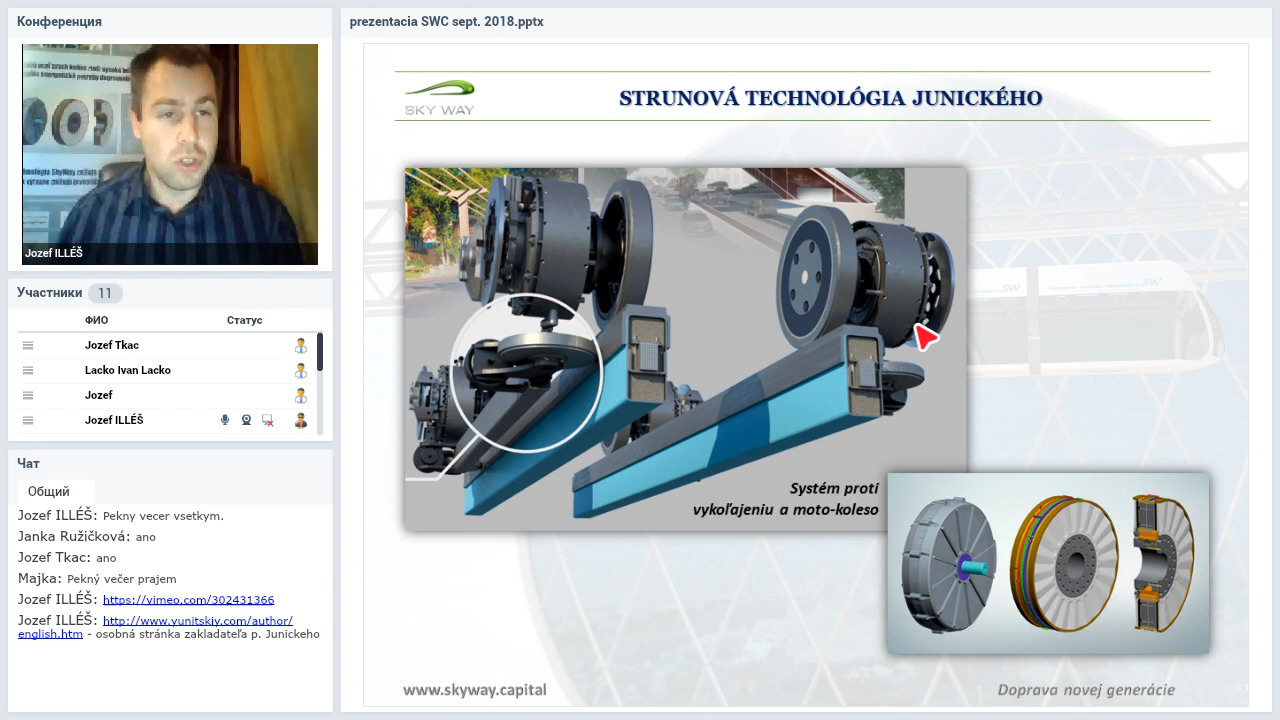 Конференция
Jozef ILLÉŠ
Участники 11
ФИО Статус
Jozef Tkac
Lacko Ivan Lacko
Jozef
Jozef ILLÉŠ
Чат
Общий
Jozef ILLÉŠ: Pekny vecer vsetkym.
Janka Ružičková: ano
Jozef Tkac: ano
Majka: Pekný večer prajem
Jozef ILLÉŠ: https://vimeo.com/302431366
Jozef ILLÉŠ: http://www.yunitskiy.com/author/
english.htm - osobná stránka zakladateľa p. Junickeho
prezentacia SWC sept. 2018.pptx
SKY WAY
STRUNOVÁ TECHNOLÓGIA JUNICKÉHO
SW
SW
Systém proti
vykoľajeniu a moto-koleso
www.skyway.capital
Doprava novej generácie